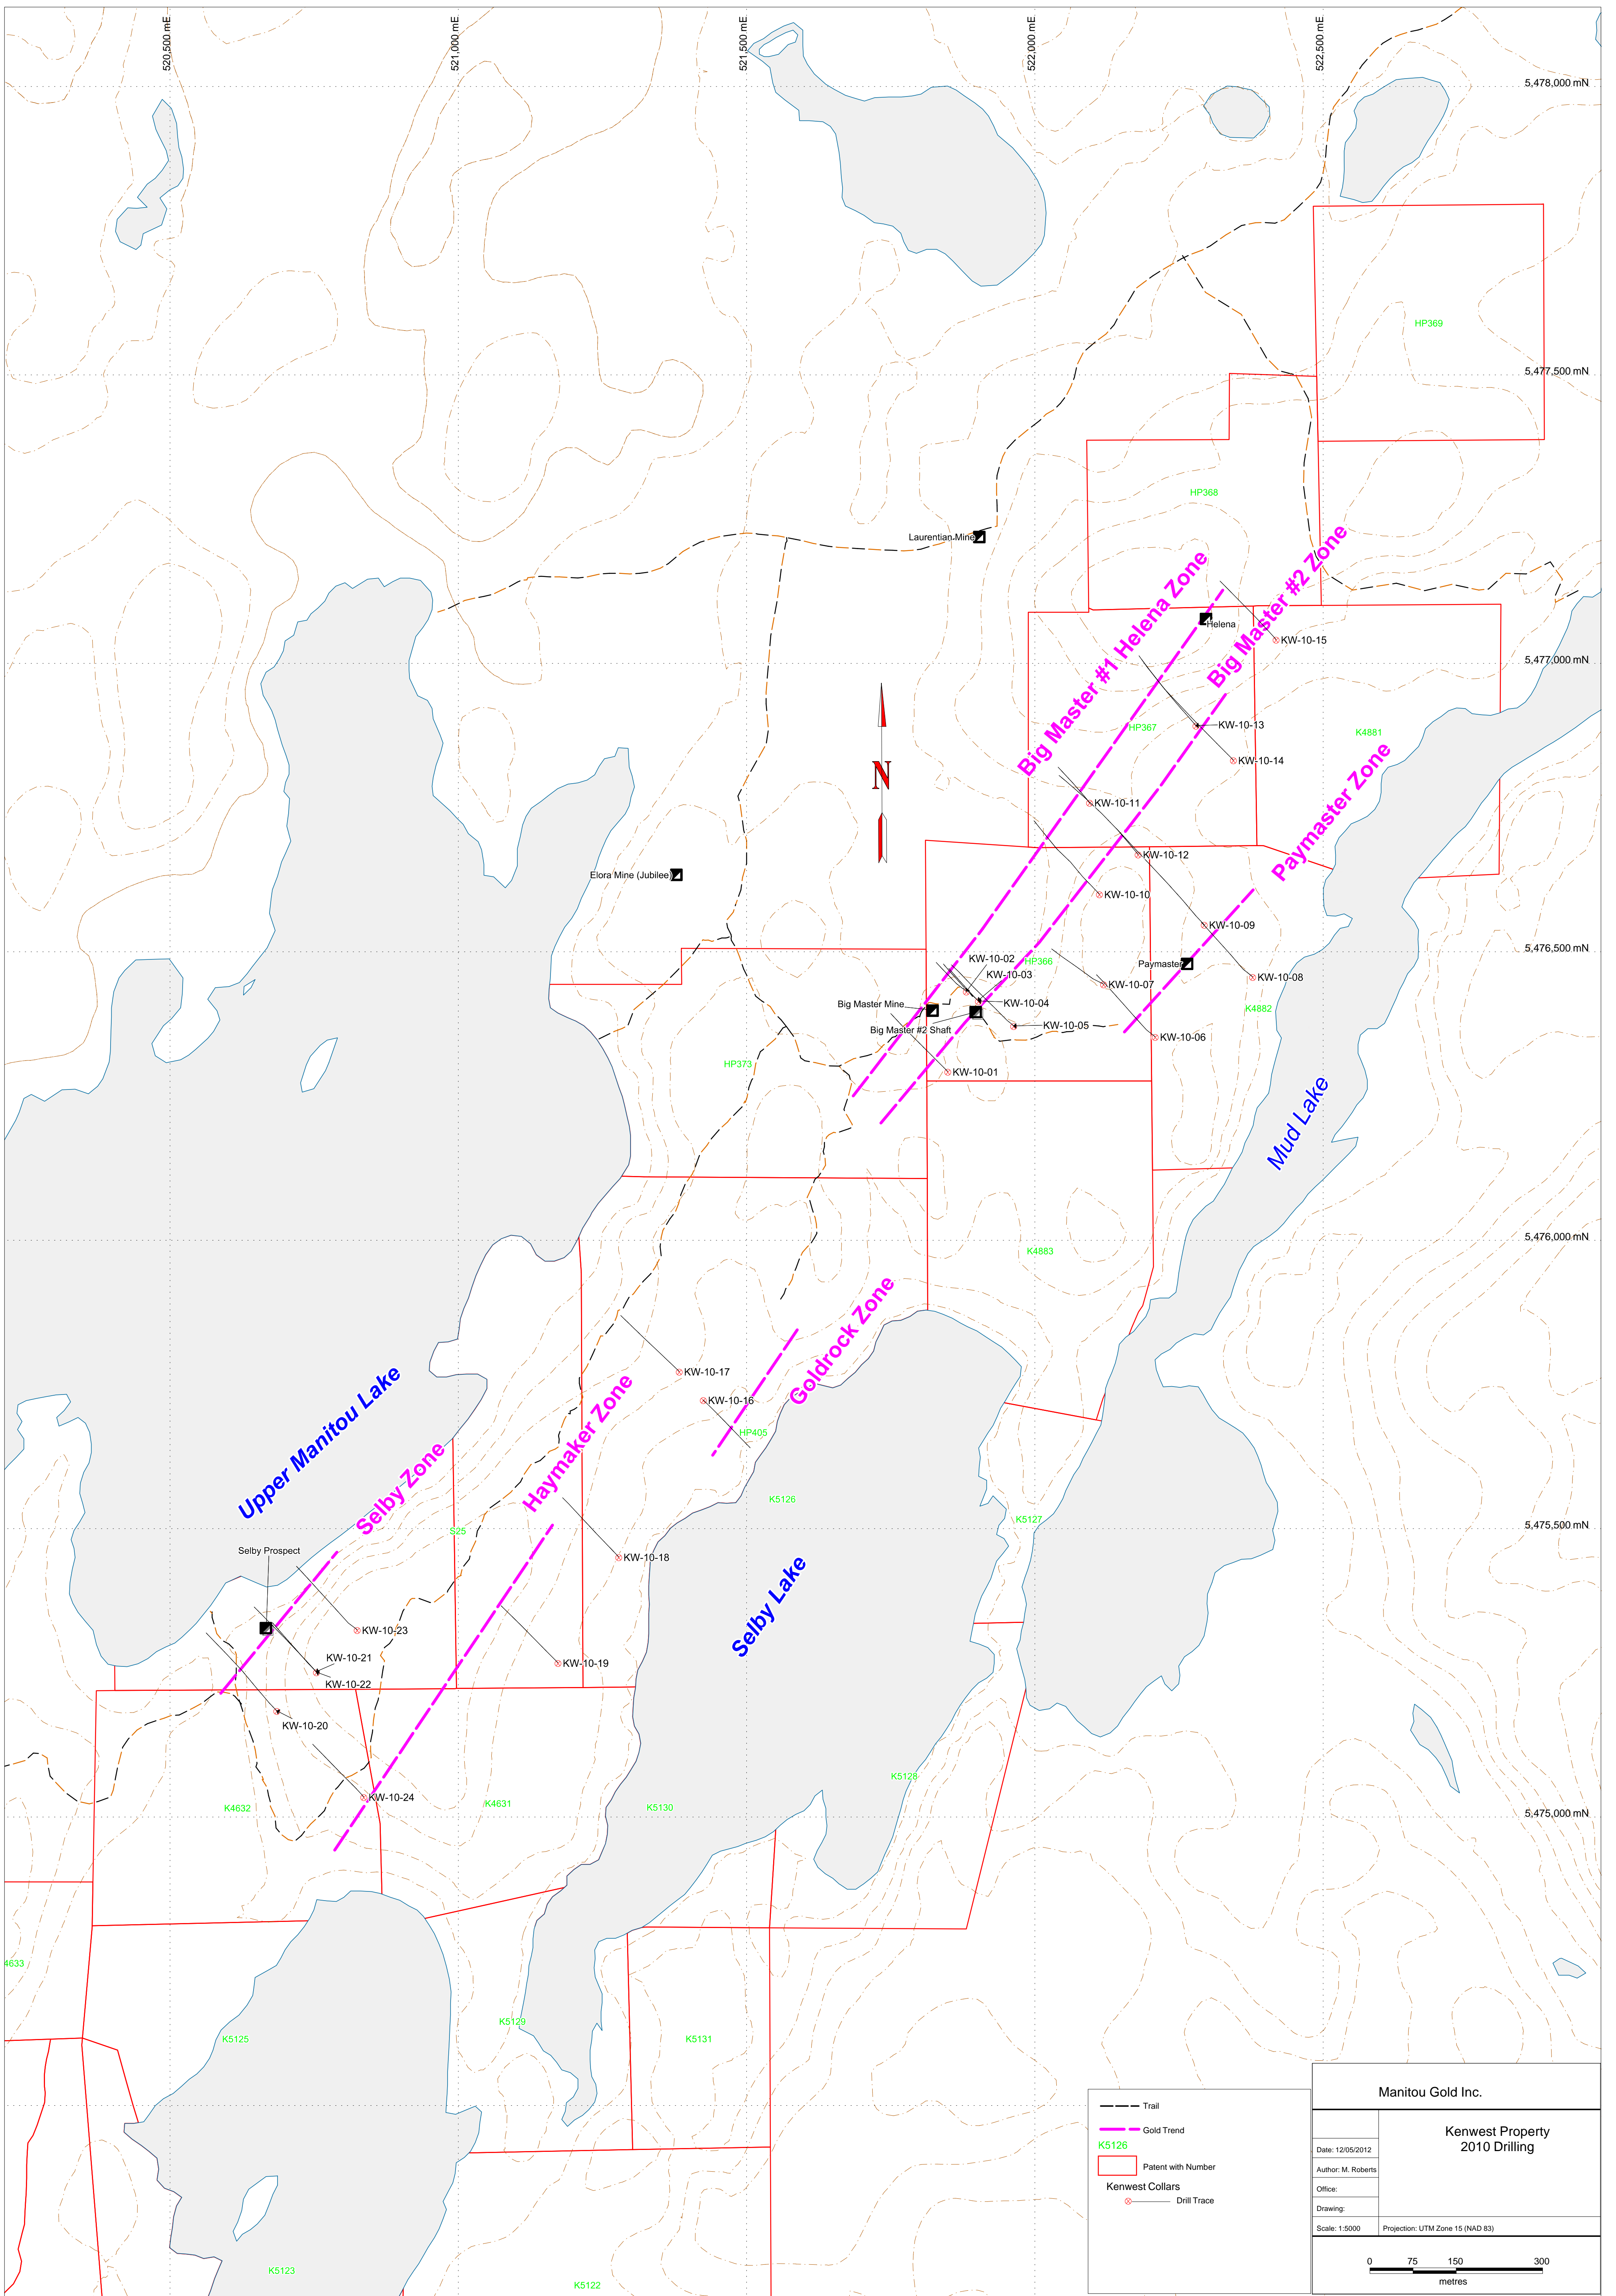 520,500 mE
521,000 mE
521,500 mE
522,000 mE
522,500 mE
5,478,000 mN
HP369
5,477,500 mN
HP368
Laurentian Mine
Big Master #1 Helena Zone
Big Master #2 Zone
Helena
KW-10-15
5,477,000 mN
KW-10-13
HP367
K4881
KW-10-14
Paymaster Zone
N
KW-10-11
KW-10-12
Elora Mine (Jubilee)
KW-10-10
KW-10-09
5,476,500 mN
KW-10-02
HP366
Paymaster
KW-10-03
KW-10-08
KW-10-07
Big Master Mine
KW-10-04
K4882
KW-10-05
Big Master #2 Shaft
KW-10-06
HP373
KW-10-01
Mud Lake
5,476,000 mN
K4883
Goldrock Zone
KW-10-17
Upper Manitou Lake
Haymaker Zone
KW-10-16
HP405
Selby Zone
K5126
K5127
5,475,500 mN
S25
Selby Prospect
KW-10-18
Selby Lake
KW-10-23
KW-10-21
KW-10-19
KW-10-22
KW-10-20
K5128
KW-10-24
K4632
K4631
K5130
5,475,000 mN
4633
K5129
K5125
K5131
K5123
K5122
Trail
Gold Trend
K5126
Patent with Number
Kenwest Collars
Drill Trace
Manitou Gold Inc.
Kenwest Property
2010 Drilling
Date: 12/05/2012
Author: M. Roberts
Office:
Drawing:
Scale: 1:5000
Projection: UTM Zone 15 (NAD 83)
0 75 150 300
metres